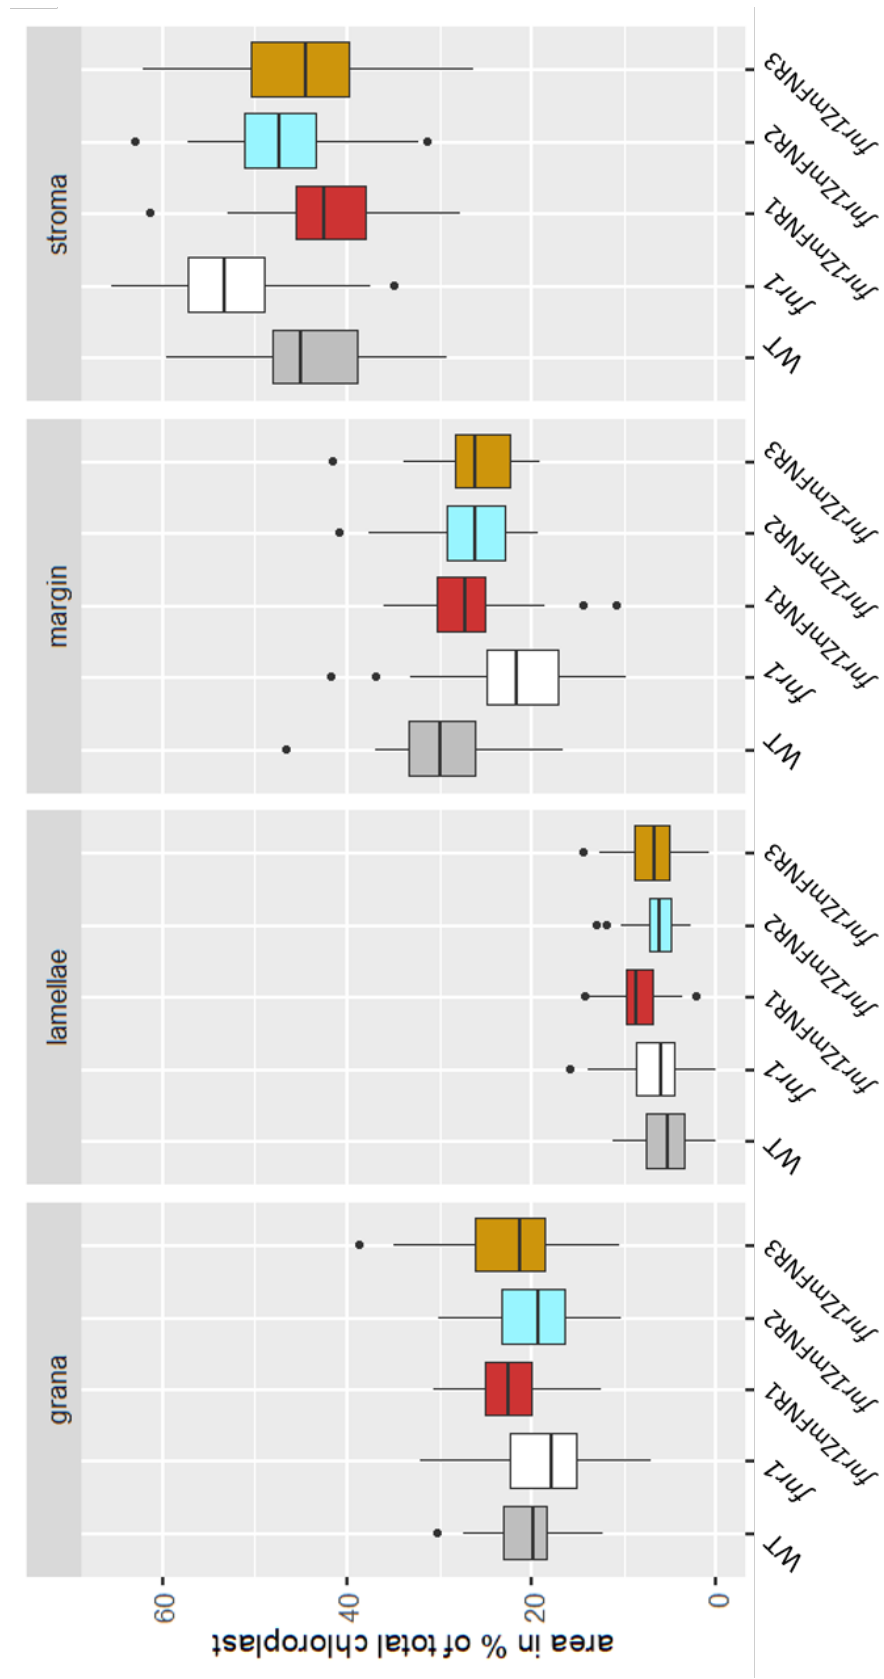 grana
lamellae
margin
stroma
area in % of total chloroplast
60
40
20
0
WT
fnr1
fnr1ZmFNR1
fnr1ZmFNR2
fnr1ZmFNR3
WT
fnr1
fnr1ZmFNR1
fnr1ZmFNR2
fnr1ZmFNR3
WT
fnr1
fnr1ZmFNR1
fnr1ZmFNR2
fnr1ZmFNR3
WT
fnr1
fnr1ZmFNR1
fnr1ZmFNR2
fnr1ZmFNR3